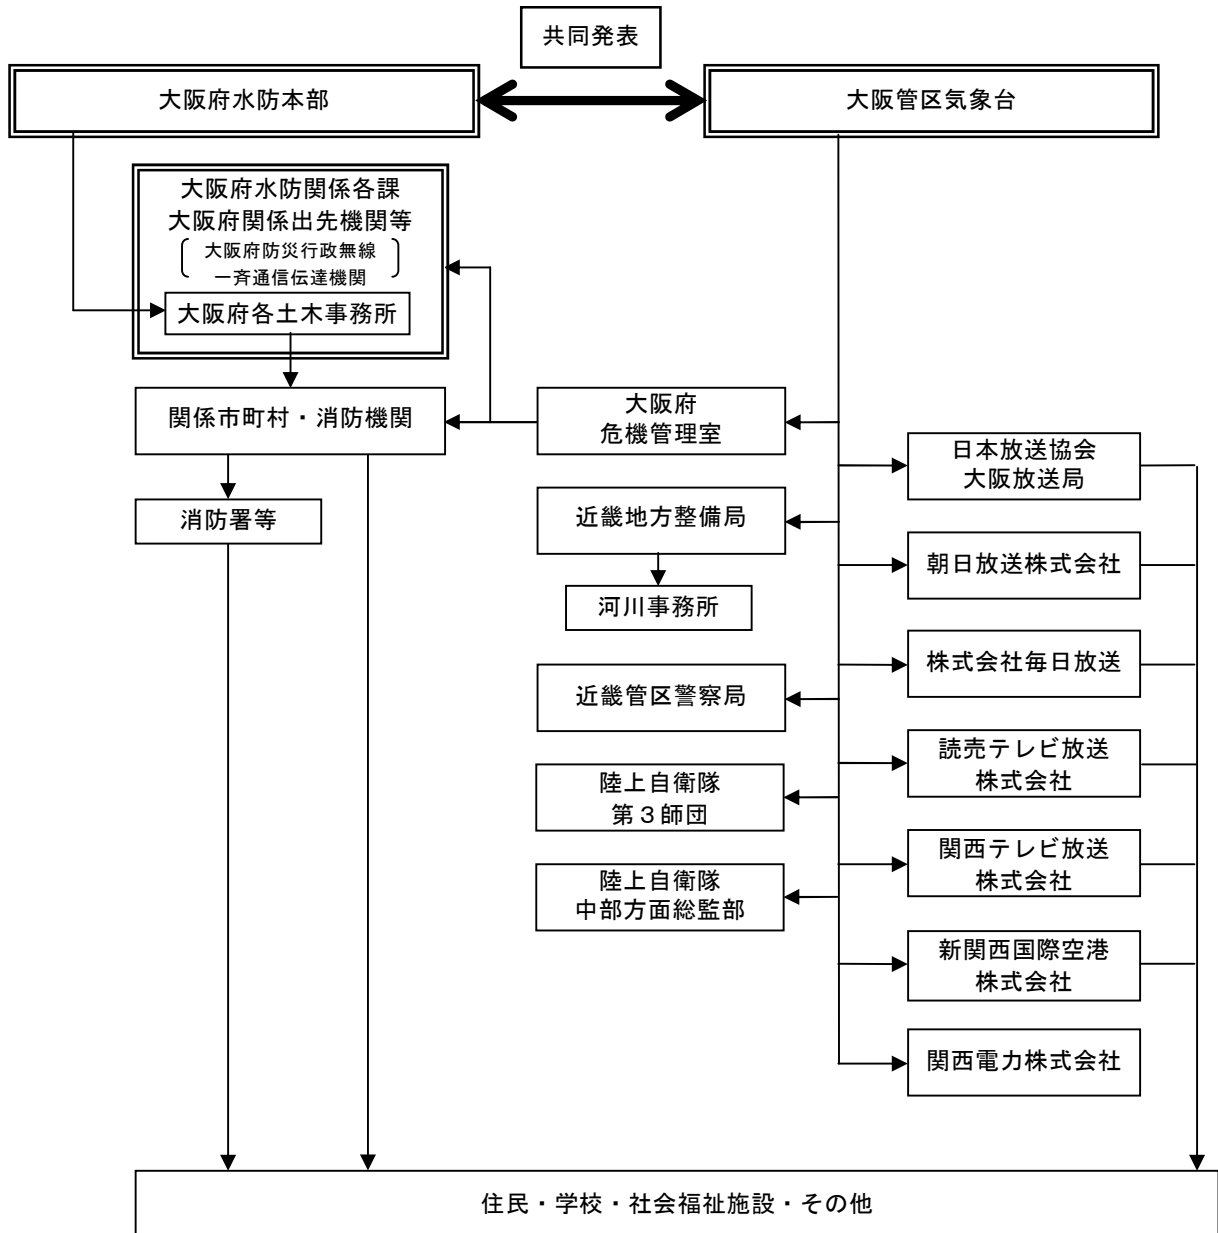 共同発表
大阪府水防本部
大阪管区気象台
大阪府水防関係各課
大阪府関係出先機関等
大阪府防災行政無線
一斉通信伝達機関
大阪府各土木事務所
関係市町村・消防機関
消防署等
大阪府
危機管理室
近畿地方整備局
河川事務所
近畿管区警察局
陸上自衛隊
第３師団
陸上自衛隊
中部方面総監部
日本放送協会
大阪放送局
朝日放送株式会社
株式会社毎日放送
読売テレビ放送
株式会社
関西テレビ放送
株式会社
新関西国際空港
株式会社
関西電力株式会社
住民・学校・社会福祉施設・その他